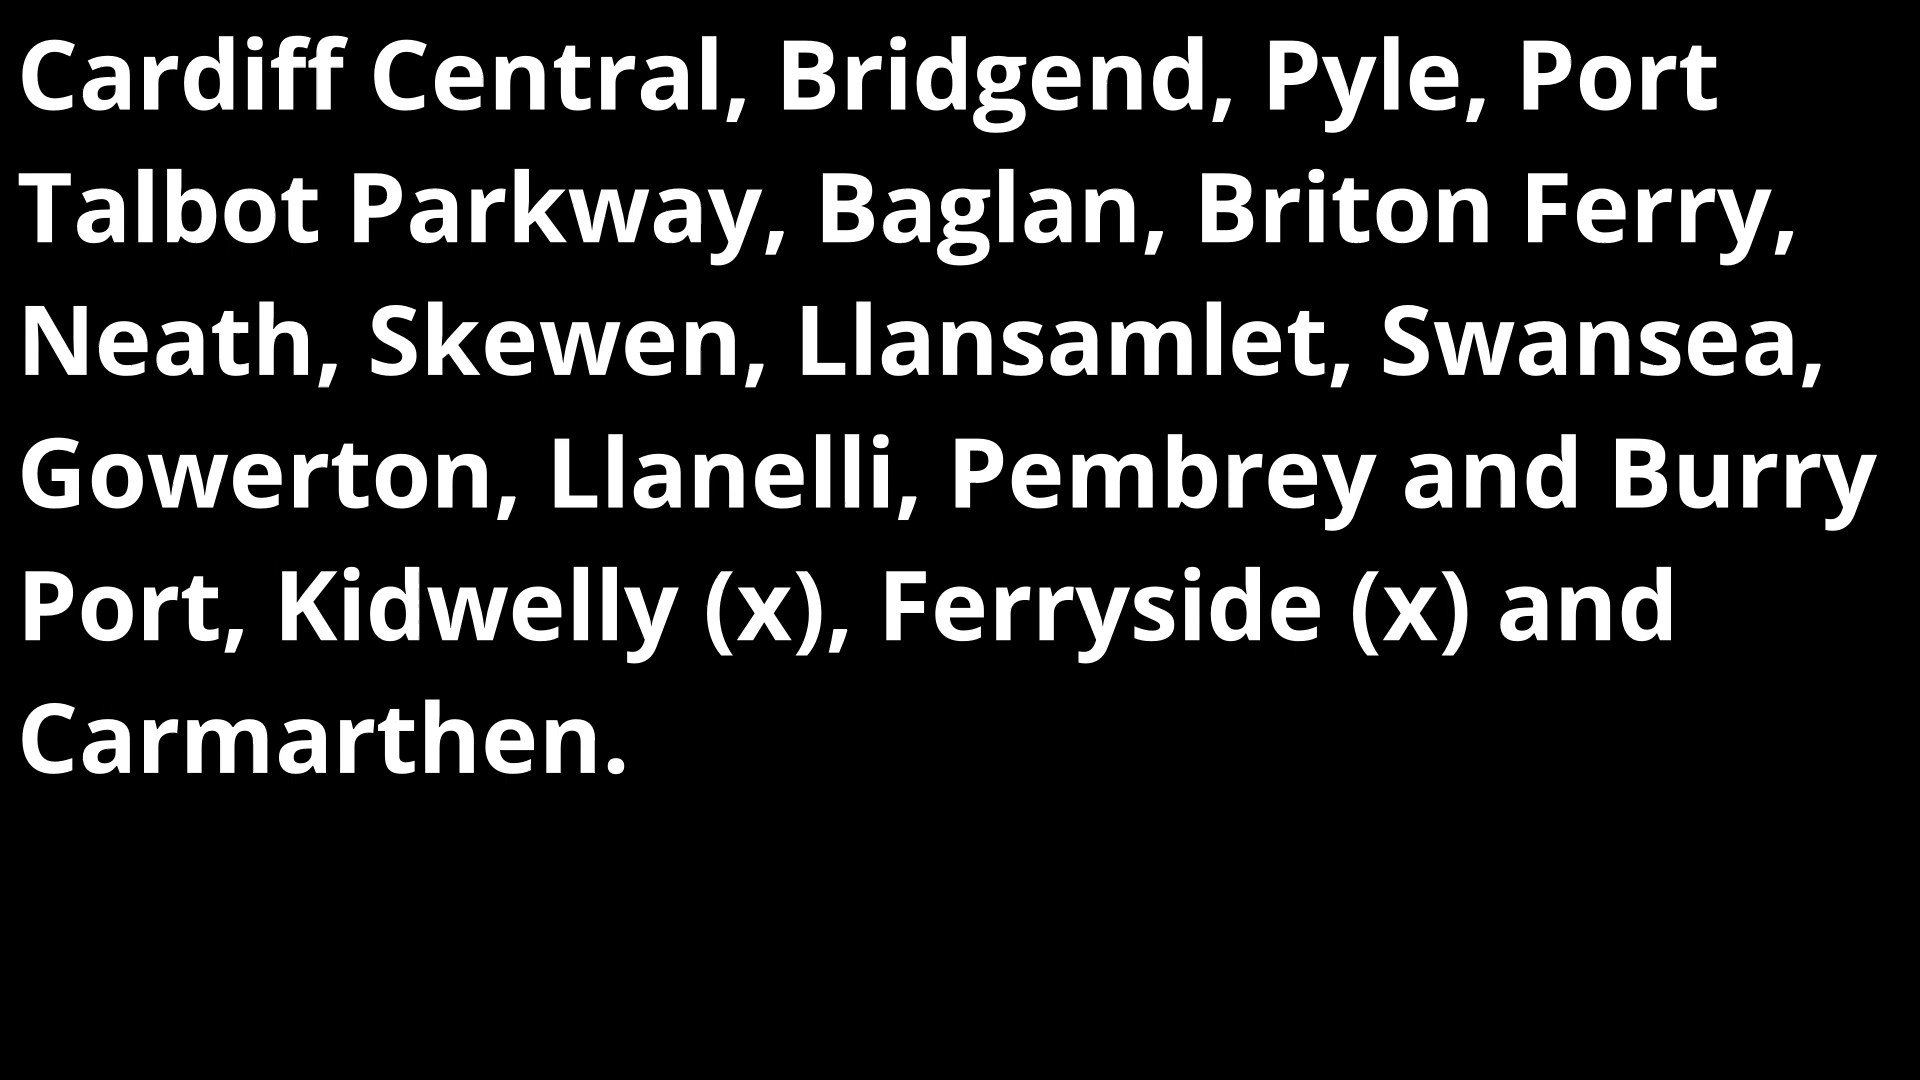 Cardiff Central, Bridgend, Pyle, Port
Talbot Parkway, Baglan, Briton Ferry,
Neath, Skewen, Llansamlet, Swansea,
Gowerton, Llanelli, Pembrey and Burry
Port, Kidwelly (x), Ferryside (x) and
Carmarthen.